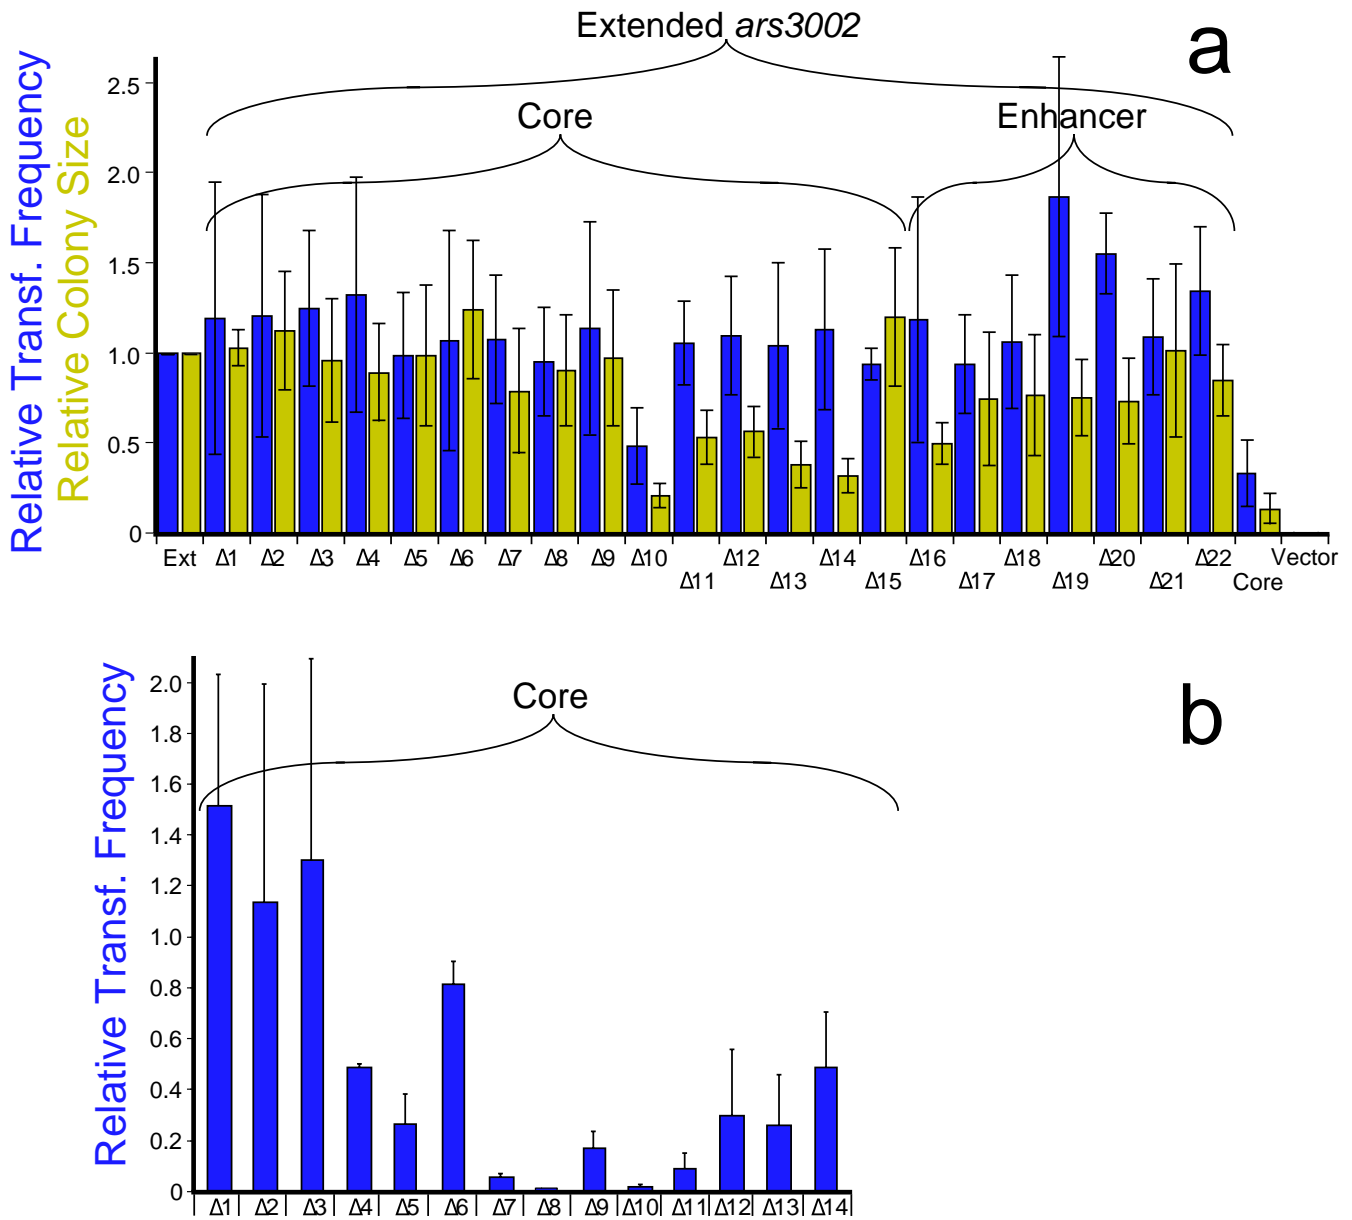 Extended ars3002
a
Relative Transf. Frequency
Relative Colony Size
Core
Enhancer
2.5
2.0
1.5
1.0
0.5
0
Ext Δ1 Δ2 Δ3 Δ4 Δ5 Δ6 Δ7 Δ8 Δ9 Δ10 Δ12 Δ14 Δ16 Δ18 Δ20 Δ22 Vector
Δ11 Δ13 Δ15 Δ17 Δ19 Δ21 Core
b
Relative Transf. Frequency
Core
2.0
1.8
1.6
1.4
1.2
1.0
0.8
0.6
0.4
0.2
0
Δ1 Δ2 Δ3 Δ4 Δ5 Δ6 Δ7 Δ8 Δ9 Δ10 Δ11 Δ12 Δ13 Δ14